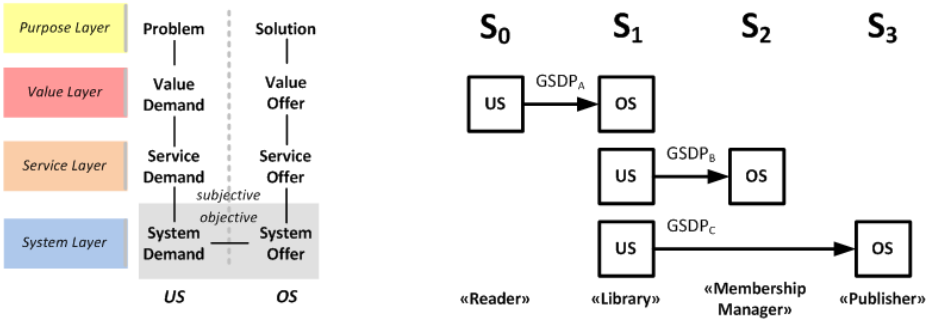 Purpose Layer
Problem
Solution
Value Layer
Value
Demand
Value
Offer
Service Layer
Service
Demand
Service
Offer
subjective
objective
System Layer
System
Demand
System
Offer
US
OS
S0
S1
S2
S3
US
GSDPA
OS
US
GSDPB
OS
US
GSDPC
OS
«Reader»
«Library»
«Membership
Manager»
«Publisher»